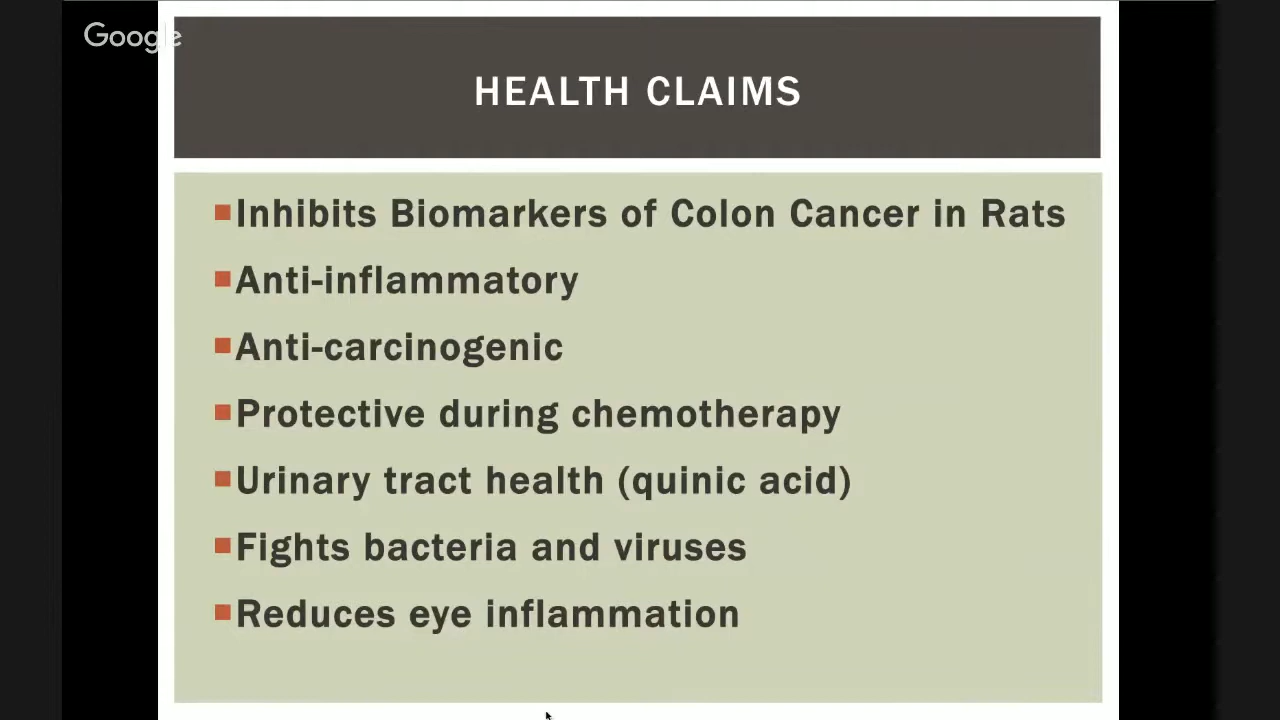 Google
HEALTH CLAIMS
Inhibits Biomarkers of Colon Cancer in Rats
Anti-inflammatory
Anti-carcinogenic
Protective during chemotherapy
Urinary tract health (quinic acid)
Fights bacteria and viruses
Reduces eye inflammation